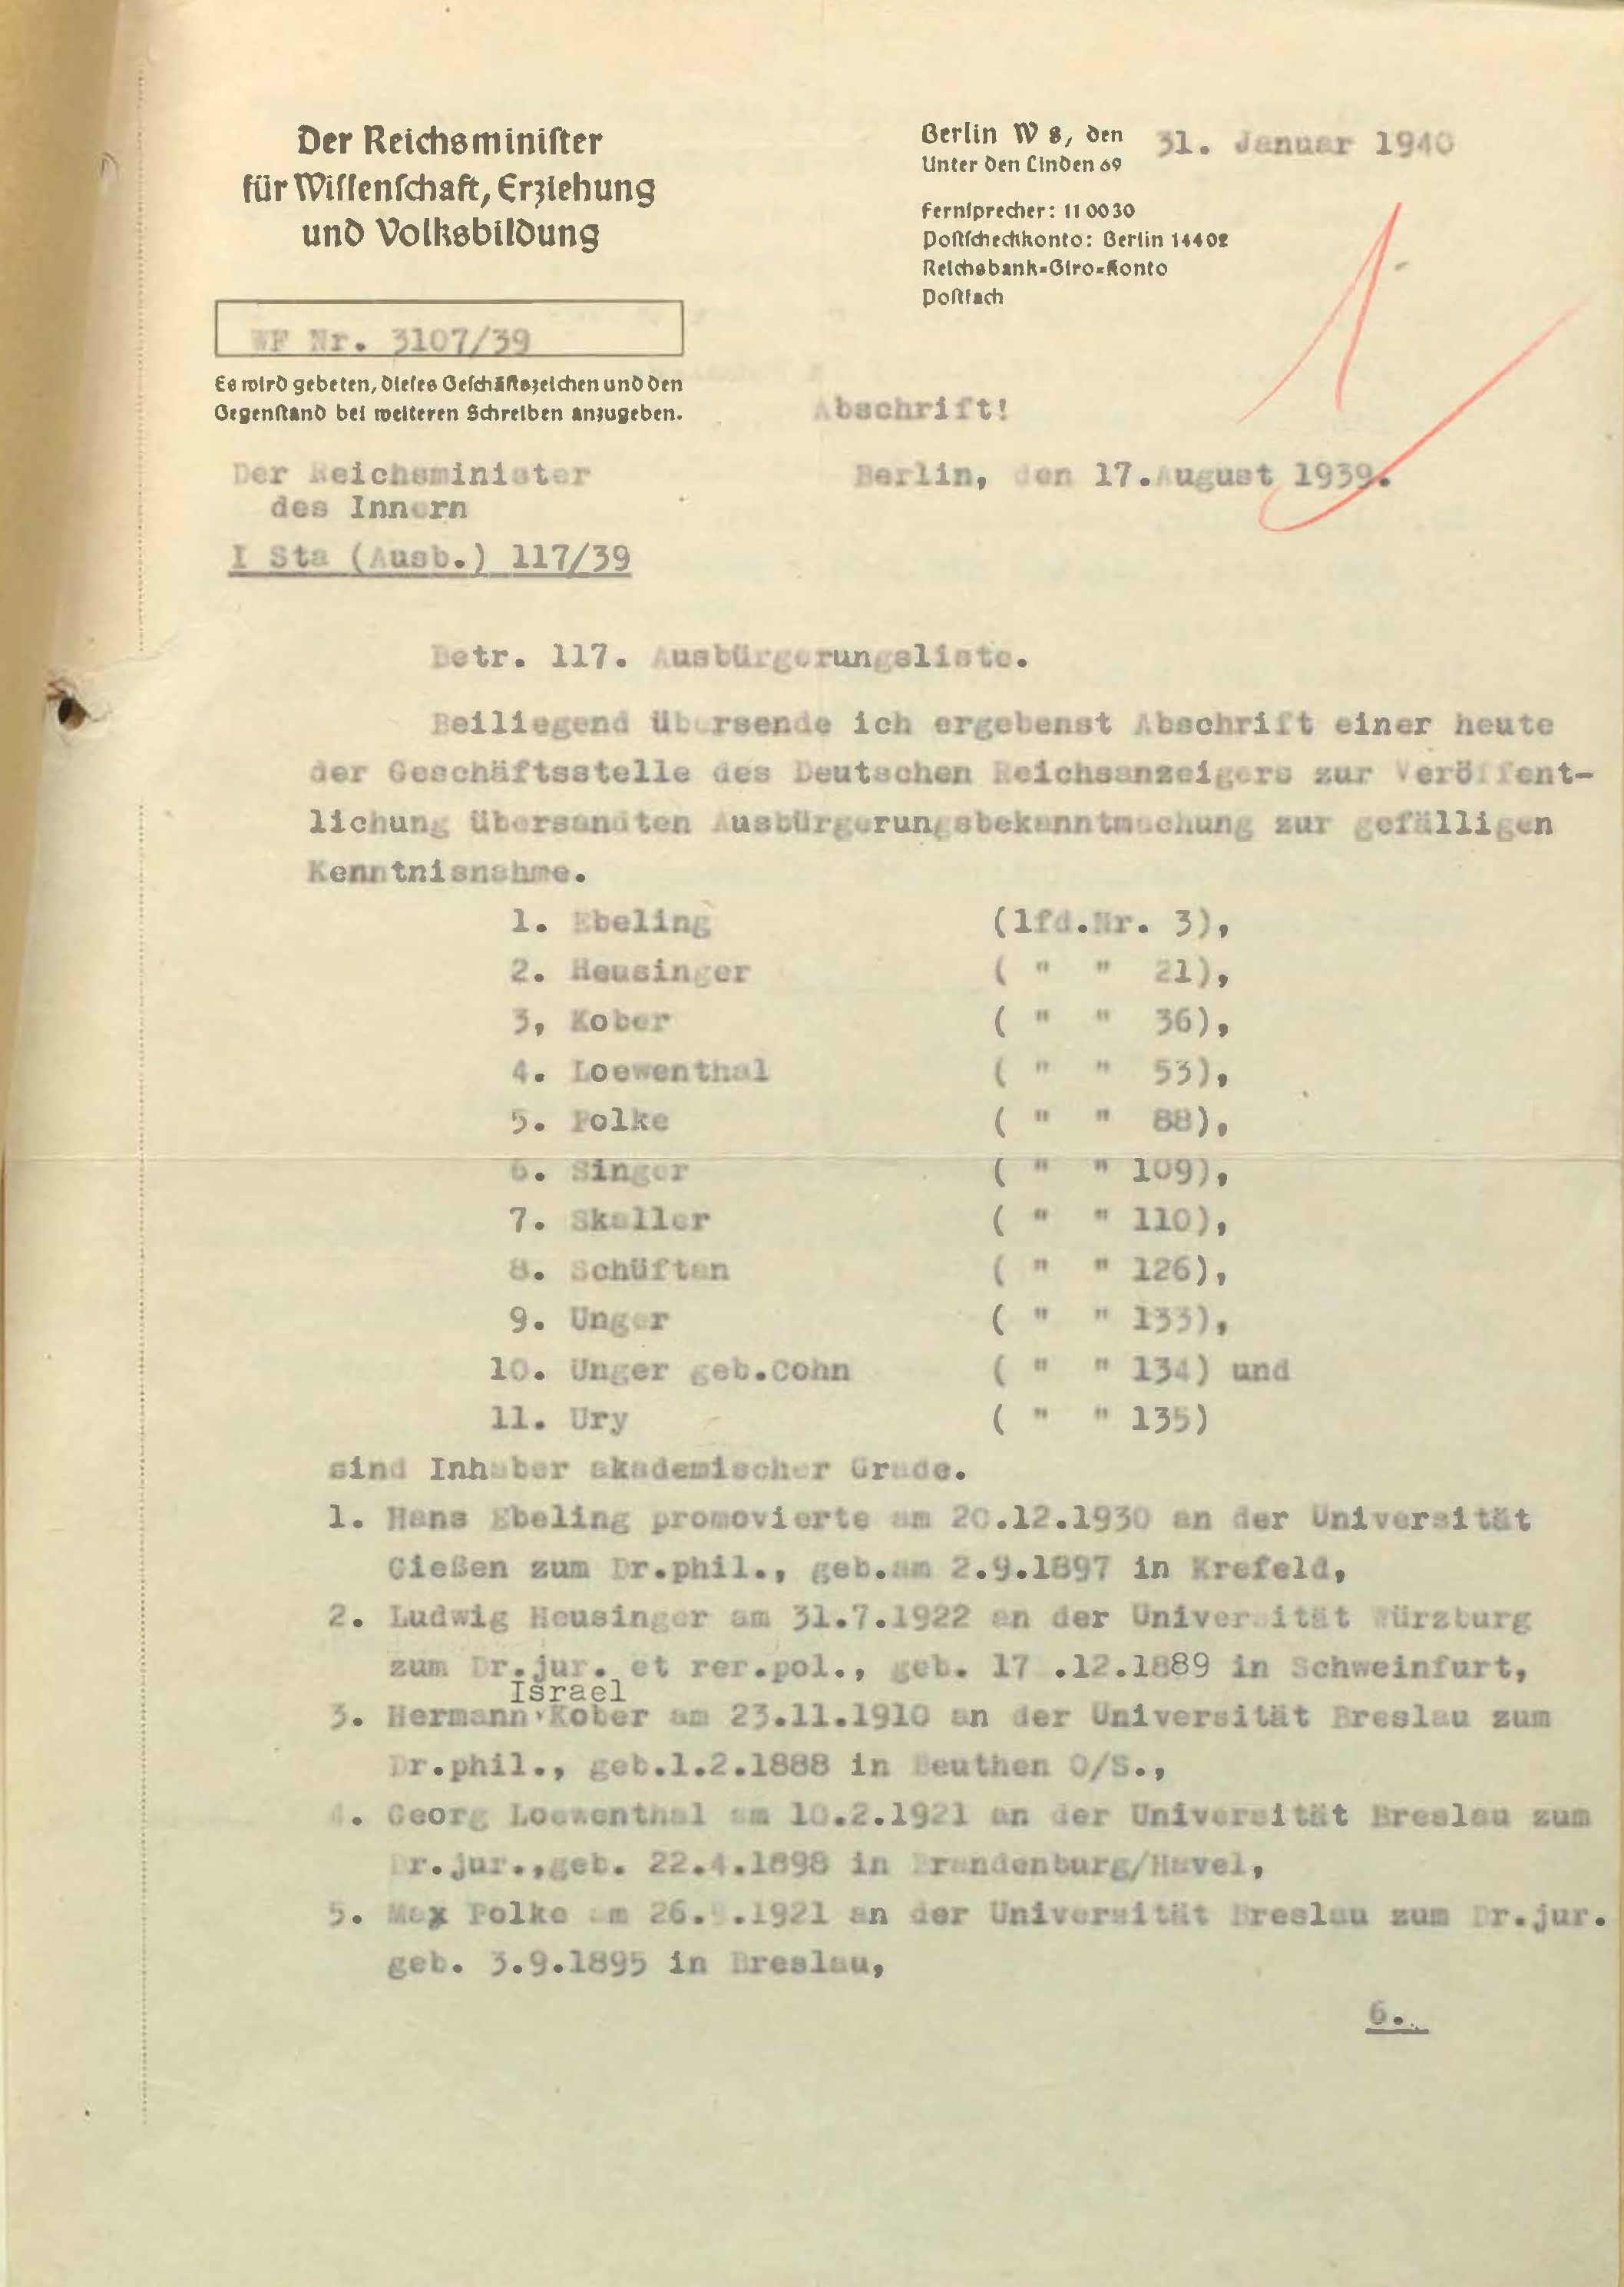 Der Reichsminister
für Wissenschaft, Erziehung
und Volksbildung
Berlin W 8, den 31. Januar 1940
Unter den Linden 69
Fernsprecher: 11 00 30
Postscheckkonto: Berlin 14402
Reichsbank-Giro-Konto
Postfach
WF Nr. 3107/39
Es wird gebeten, dieses Geschäftszeichen und den
Gegenstand bei weiteren Schreiben anzugeben.
Abschrift!
Der Reichsminister
des Innern
Berlin, den 17.August 1939.
I Sta (Ausb.) 117/39
Betr. 117. Ausbürgerungsliste.
Beiliegend übersende ich ergebenst Abschrift einer heute
der Geschäftsstelle des Deutschen Reichsanzeigers zur Veröffent-
lichung übersandten Ausbürgerungsbekanntmachung zur gefälligen
Kenntnisnahme.
1. Ebeling (lfd.Nr. 3),
2. Heusinger ( " " 21),
3, Kober ( " " 36),
4. Loewenthal ( " " 53),
5. Polke ( " " 88),
6. Singer ( " " 109),
7. Skaller ( " " 110),
8. Schüftan ( " " 126),
9. Unger ( " " 133),
10. Unger geb.Cohn ( " " 134) und
11. Ury ( " " 135)
sind Inhaber akademischer Grade.
1. Hans Ebeling promovierte am 20.12.1930 an der Universität
Gießen zum Dr.phil., geb.am 2.9.1897 in Krefeld,
2. Ludwig Heusinger am 31.7.1922 an der Universität Würzburg
zum Dr.jur. et rer.pol., geb. 17 .12.1889 in Schweinfurt,
Israel
3. Hermann Kober am 23.11.1910 an der Universität Breslau zum
Dr.phil., geb.1.2.1888 in Beuthen O/S.,
4. Georg Loewenthal am 10.2.1921 an der Universität Breslau zum
Dr.jur.,geb. 22.4.1898 in Brandenburg/Havel,
5. Max Polke am an der Universität Breslau zum Dr.jur.
geb. 3.9.1895 in Breslau,
6..